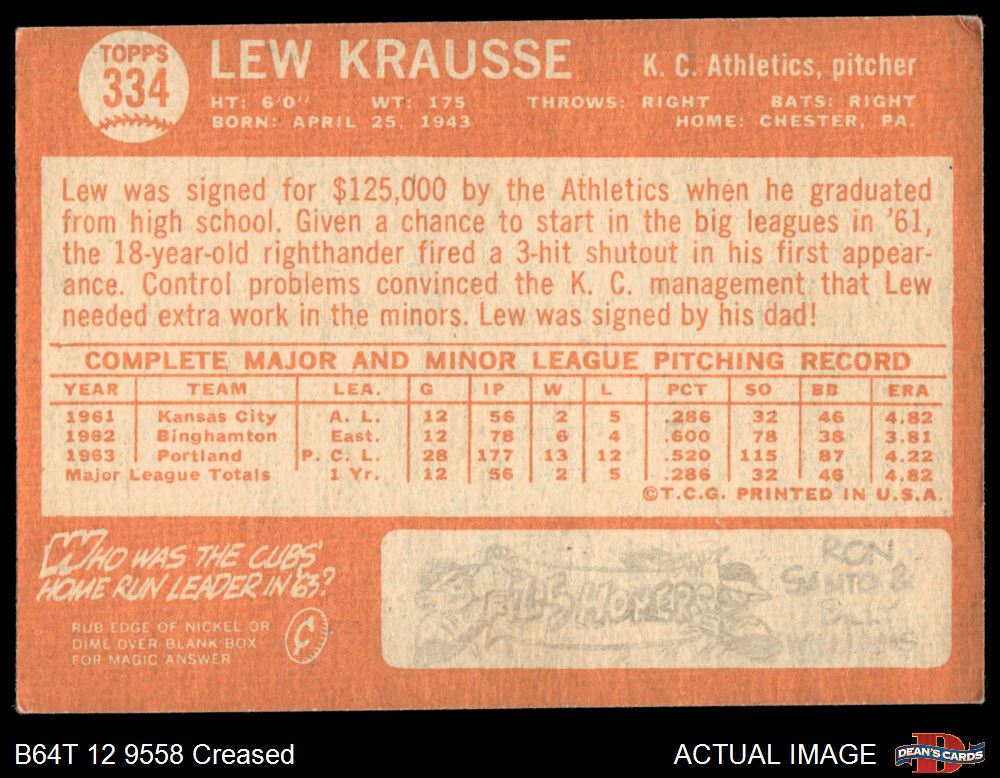 TOPPS
334
LEW KRAUSSE
K. C. Athletics, pitcher
HT: 6'0" WT: 175 THROWS: RIGHT BATS: RIGHT
BORN: APRIL 25, 1943 HOME: CHESTER, PA.
Lew was signed for $125,000 by the Athletics when he graduated
from high school. Given a chance to start in the big leagues in '61,
the 18-year-old righthander fired a 3-hit shutout in his first appear-
ance. Control problems convinced the K. C. management that Lew
needed extra work in the minors. Lew was signed by his dad!
COMPLETE MAJOR AND MINOR LEAGUE PITCHING RECORD
YEAR TEAM LEA. G IP W L PCT SO BB ERA
1961 Kansas City A. L. 12 56 2 5 .286 32 46 4.82
1962 Binghamton East. 12 78 6 4 .600 78 38 3.81
1963 Portland P. C. L. 28 177 13 12 .520 115 87 4.22
Major League Totals 1 Yr. 12 56 2 5 .286 32 46 4.82
©T.C.G. PRINTED IN U.S.A.
WHO WAS THE CUBS'
HOME RUN LEADER IN '63?
RUB EDGE OF NICKEL OR
DIME OVER BLANK BOX
FOR MAGIC ANSWER
HOMERS
RON
SANTO &
BILLY
WILLIAMS
B64T 12 9558 Creased
ACTUAL IMAGE
DEAN'S CARDS